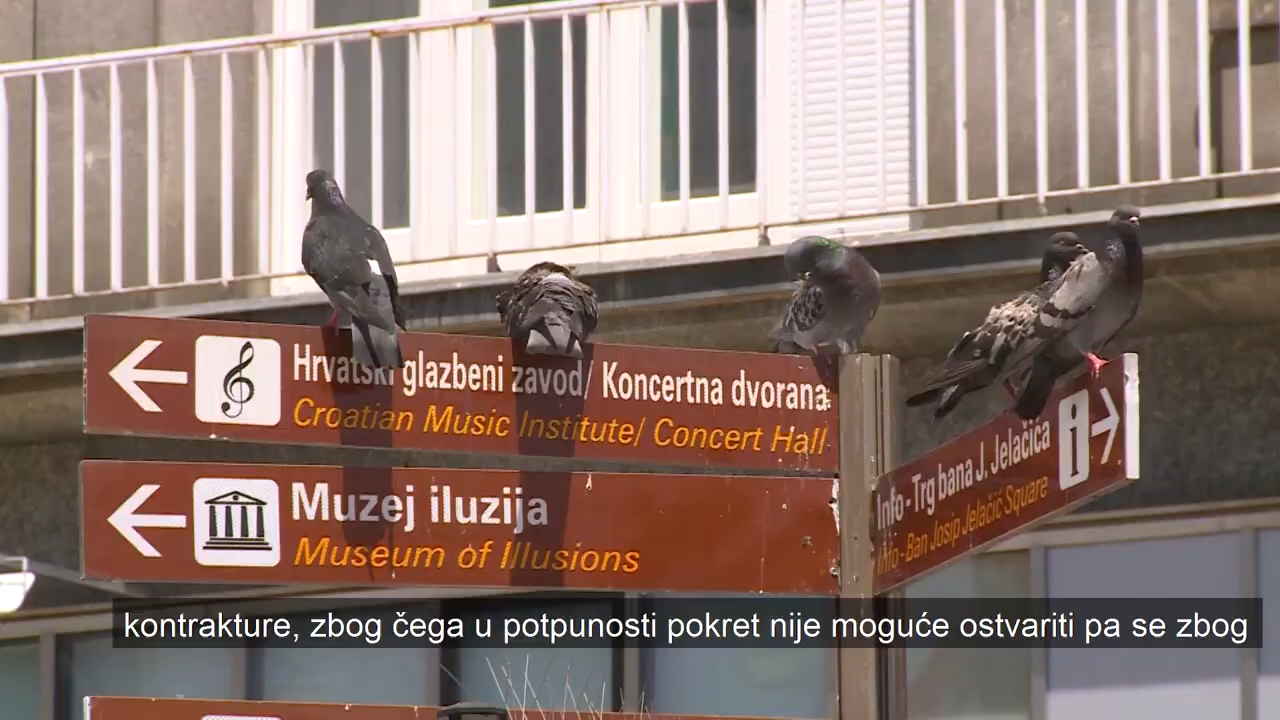 Hrvatski glazbeni zavod/ Koncertna dvorana
Croatian Music Institute/ Concert Hall
Muzej iluzija
Museum of Illusions
Info - Trg bana J. Jelačića
Info - Ban Josip Jelačić Square
i
kontrakture, zbog čega u potpunosti pokret nije moguće ostvariti pa se zbog